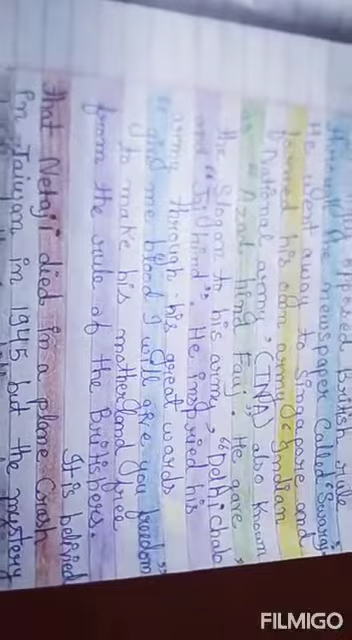 opposed British rule
through the newspaper called "Swaraj".
He went away to Singapore and
formed his own army "Indian
National army" (INA) also known
as "Azad hind Fauj". He gave
the slogan to his army, "Delhi chalo"
and "Jai hind". He inspried his
army through his great words
"give me blood I will give you freedom"
to make his motherland free
from the rule of the Britishers.
It is belived
that Netaji died in a plane Crash
in Taiwan in 1945 but the mystery
FILMIGO